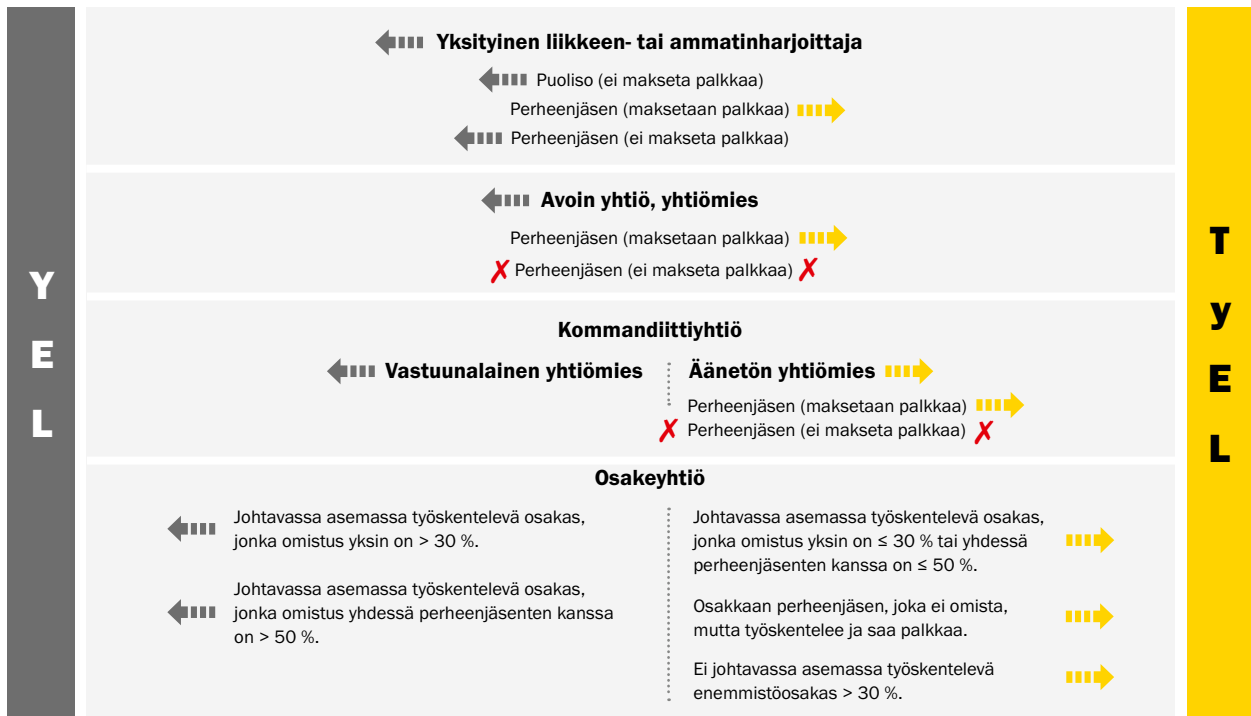 YEL
Yksityinen liikkeen- tai ammatinharjoittaja
Puoliso (ei makseta palkkaa)
Perheenjäsen (maksetaan palkkaa)
Perheenjäsen (ei makseta palkkaa)
Avoin yhtiö, yhtiömies
Perheenjäsen (maksetaan palkkaa)
✗ Perheenjäsen (ei makseta palkkaa) ✗
Kommandiittiyhtiö
Vastuunalainen yhtiömies
Äänetön yhtiömies
Perheenjäsen (maksetaan palkkaa)
✗ Perheenjäsen (ei makseta palkkaa) ✗
Osakeyhtiö
Johtavassa asemassa työskentelevä osakas,
jonka omistus yksin on > 30 %.
Johtavassa asemassa työskentelevä osakas,
jonka omistus yhdessä perheenjäsenten kanssa
on > 50 %.
Johtavassa asemassa työskentelevä osakas,
jonka omistus yksin on ≤ 30 % tai yhdessä
perheenjäsenten kanssa on ≤ 50 %.
Osakkaan perheenjäsen, joka ei omista,
mutta työskentelee ja saa palkkaa.
Ei johtavassa asemassa työskentelevä
enemmistöosakas > 30 %.
TyEL